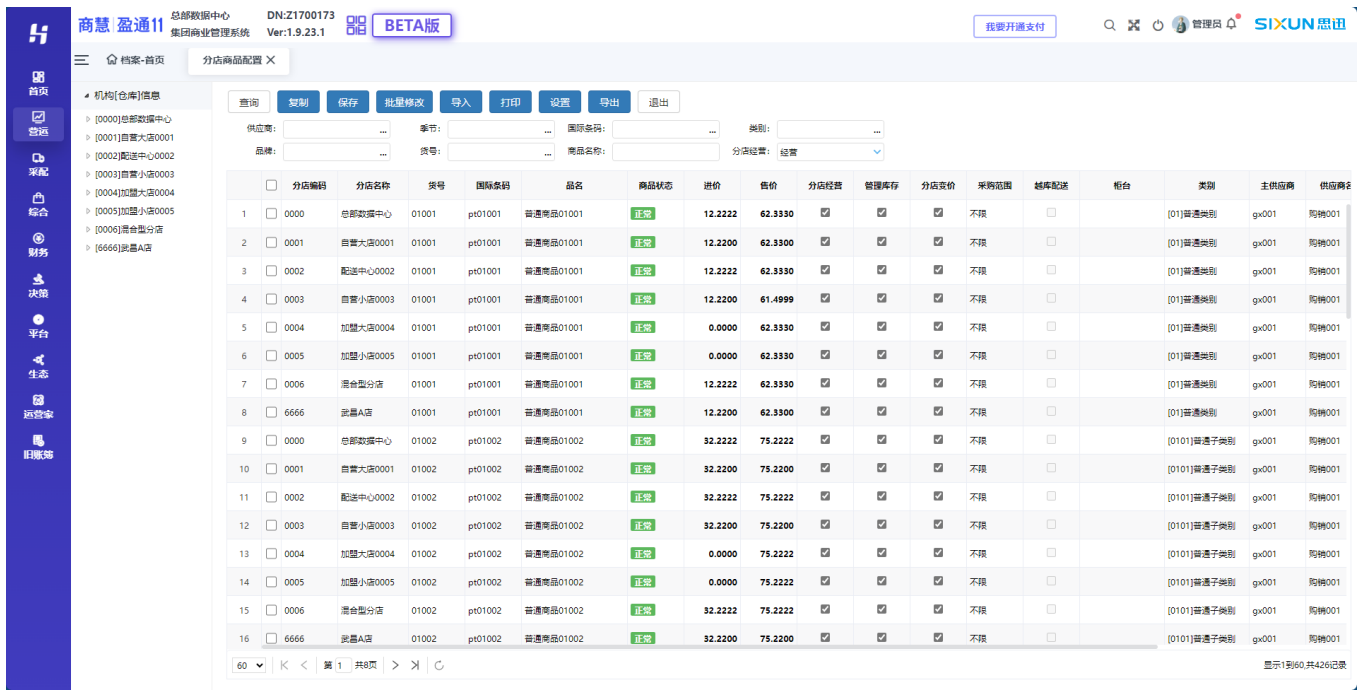 商慧 盈通11 总部数据中心 DN:Z1700173 BETA版 我要开通支付 管理员 SIXUN思迅
集团商业管理系统 Ver:1.9.23.1
档案-首页 分店商品配置
首页
营运
采配
综合
财务
决策
平台
生态
运营家
旧账簿
机构[仓库]信息
[0000]总部数据中心
[0001]自营大店0001
[0002]配送中心0002
[0003]自营小店0003
[0004]加盟大店0004
[0005]加盟小店0005
[0006]混合型分店
[6666]武昌A店
查询 复制 保存 批量修改 导入 打印 设置 导出 退出
供应商: ... 季节: ... 国际条码: ... 类别: ...
品牌: ... 货号: ... 商品名称: 分店经营: 经营
分店编码 分店名称 货号 国际条码 品名 商品状态 进价 售价 分店经营 管理库存 分店变价 采购范围 越库配送 柜台 类别 主供应商 供应商名
1 0000 总部数据中心 01001 pt01001 普通商品01001 正常 12.2222 62.3330 不限 [01]普通类别 gx001 购销001
2 0001 自营大店0001 01001 pt01001 普通商品01001 正常 12.2200 62.3300 不限 [01]普通类别 gx001 购销001
3 0002 配送中心0002 01001 pt01001 普通商品01001 正常 12.2222 62.3330 不限 [01]普通类别 gx001 购销001
4 0003 自营小店0003 01001 pt01001 普通商品01001 正常 12.2200 61.4999 不限 [01]普通类别 gx001 购销001
5 0004 加盟大店0004 01001 pt01001 普通商品01001 正常 0.0000 62.3330 不限 [01]普通类别 gx001 购销001
6 0005 加盟小店0005 01001 pt01001 普通商品01001 正常 0.0000 62.3330 不限 [01]普通类别 gx001 购销001
7 0006 混合型分店 01001 pt01001 普通商品01001 正常 12.2222 62.3330 不限 [01]普通类别 gx001 购销001
8 6666 武昌A店 01001 pt01001 普通商品01001 正常 12.2200 62.3300 不限 [01]普通类别 gx001 购销001
9 0000 总部数据中心 01002 pt01002 普通商品01002 正常 32.2222 75.2222 不限 [0101]普通子类别 gx001 购销001
10 0001 自营大店0001 01002 pt01002 普通商品01002 正常 32.2200 75.2200 不限 [0101]普通子类别 gx001 购销001
11 0002 配送中心0002 01002 pt01002 普通商品01002 正常 32.2222 75.2222 不限 [0101]普通子类别 gx001 购销001
12 0003 自营小店0003 01002 pt01002 普通商品01002 正常 32.2200 75.2200 不限 [0101]普通子类别 gx001 购销001
13 0004 加盟大店0004 01002 pt01002 普通商品01002 正常 0.0000 75.2222 不限 [0101]普通子类别 gx001 购销001
14 0005 加盟小店0005 01002 pt01002 普通商品01002 正常 0.0000 75.2222 不限 [0101]普通子类别 gx001 购销001
15 0006 混合型分店 01002 pt01002 普通商品01002 正常 32.2222 75.2222 不限 [0101]普通子类别 gx001 购销001
16 6666 武昌A店 01002 pt01002 普通商品01002 正常 32.2200 75.2200 不限 [0101]普通子类别 gx001 购销001
60 第 1 共8页 显示1到60,共426记录